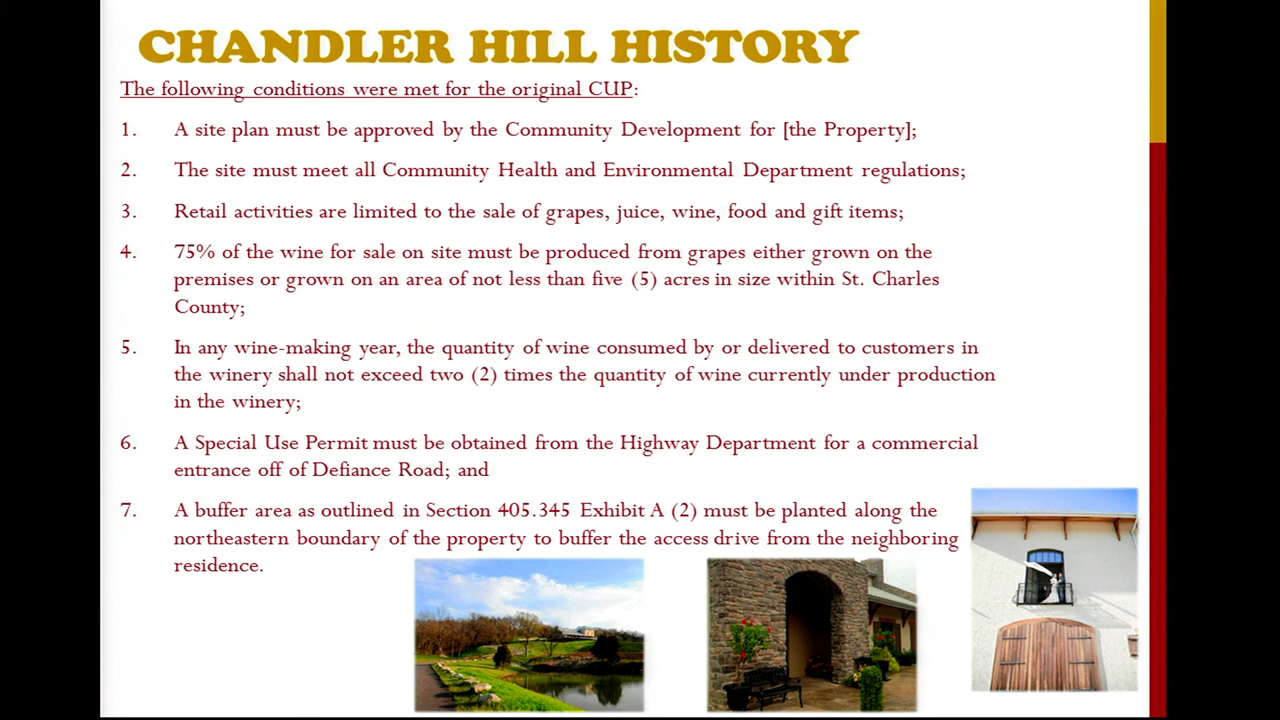 CHANDLER HILL HISTORY
The following conditions were met for the original CUP:
1. A site plan must be approved by the Community Development for [the Property];
2. The site must meet all Community Health and Environmental Department regulations;
3. Retail activities are limited to the sale of grapes, juice, wine, food and gift items;
4. 75% of the wine for sale on site must be produced from grapes either grown on the
premises or grown on an area of not less than five (5) acres in size within St. Charles
County;
5. In any wine-making year, the quantity of wine consumed by or delivered to customers in
the winery shall not exceed two (2) times the quantity of wine currently under production
in the winery;
6. A Special Use Permit must be obtained from the Highway Department for a commercial
entrance off of Defiance Road; and
7. A buffer area as outlined in Section 405.345 Exhibit A (2) must be planted along the
northeastern boundary of the property to buffer the access drive from the neighboring
residence.